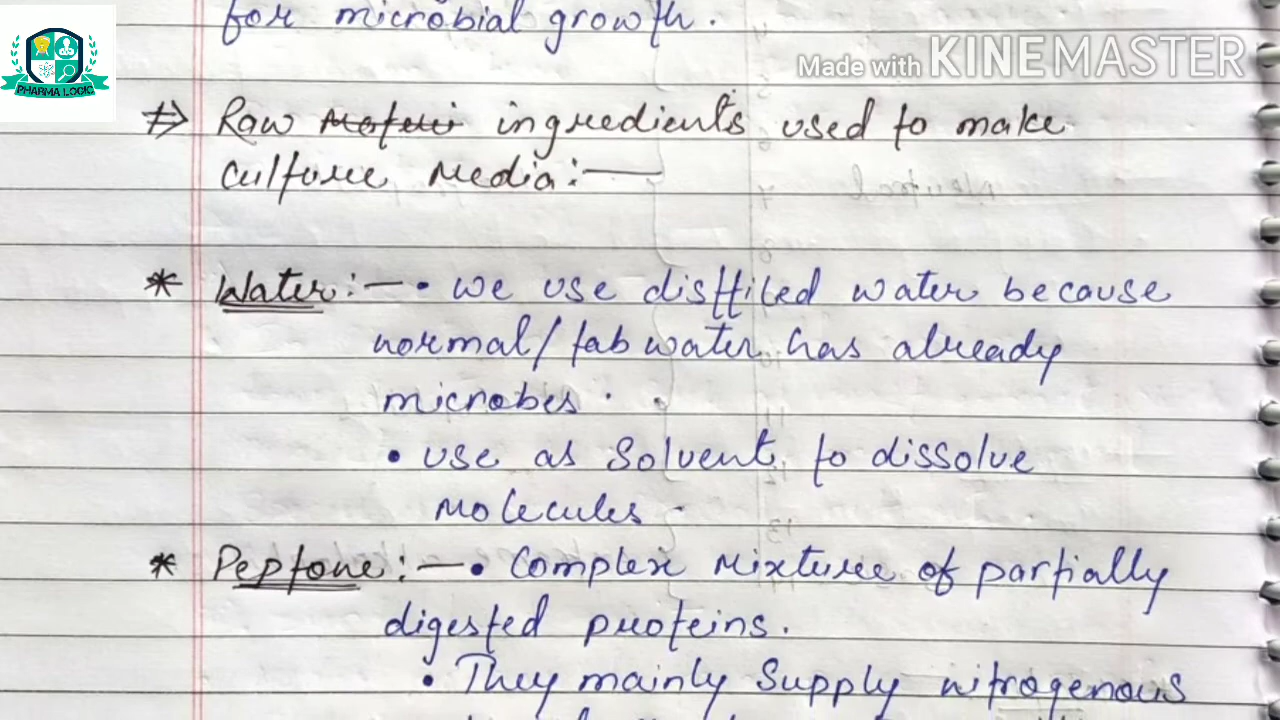 for microbial growth.
Made with KINEMASTER
PHARMA LOGIC
⇒ Raw ingredients used to make
culture media:—
* Water:— • we use distilled water because
normal/tab water has already
microbes.
• use as solvent to dissolve
molecules.
* Peptone:— • Complex mixture of partially
digested proteins.
• They mainly supply nitrogenous